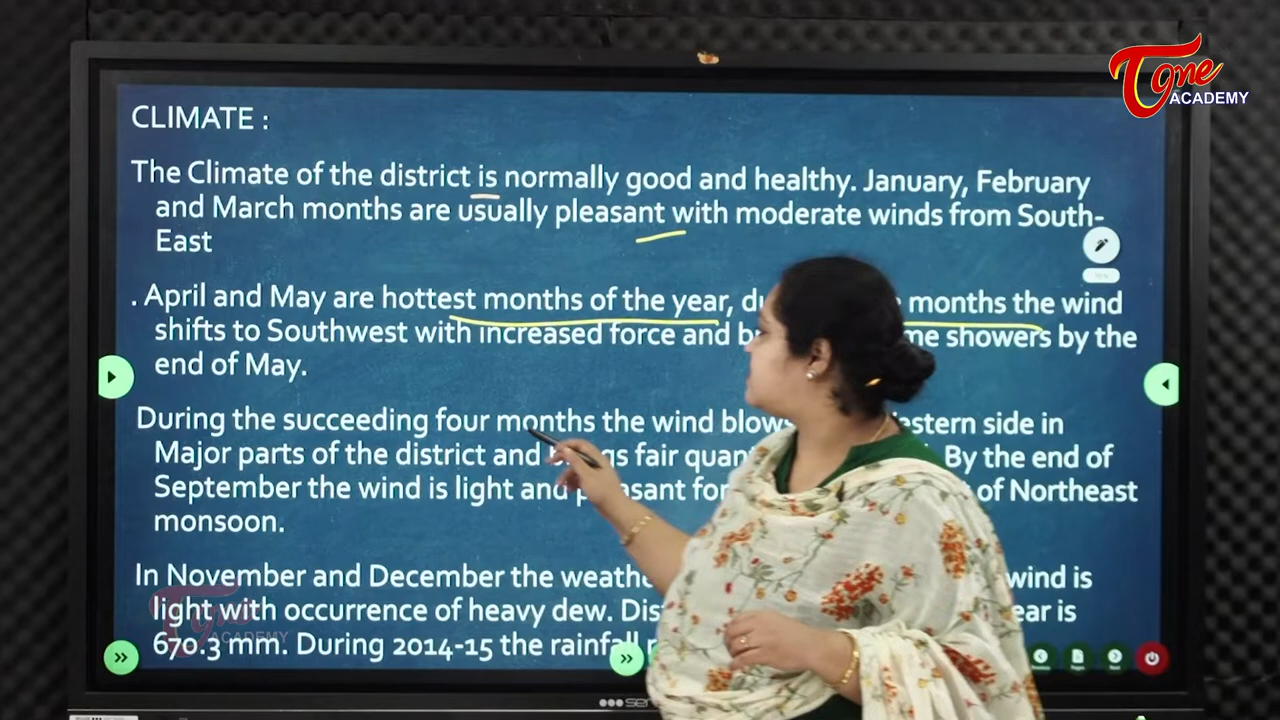 Tone
ACADEMY
CLIMATE :
The Climate of the district is normally good and healthy. January, February
and March months are usually pleasant with moderate winds from South-
East
. April and May are hottest months of the year, months the wind
shifts to Southwest with increased force and showers by the
end of May.
During the succeeding four months the wind blows side in
Major parts of the district and fair By the end of
September the wind is light and of Northeast
monsoon.
In November and December the wind is
light with occurrence of heavy dew. is
670.3 mm. During 2014-15 the rainfall
Tone
ACADEMY